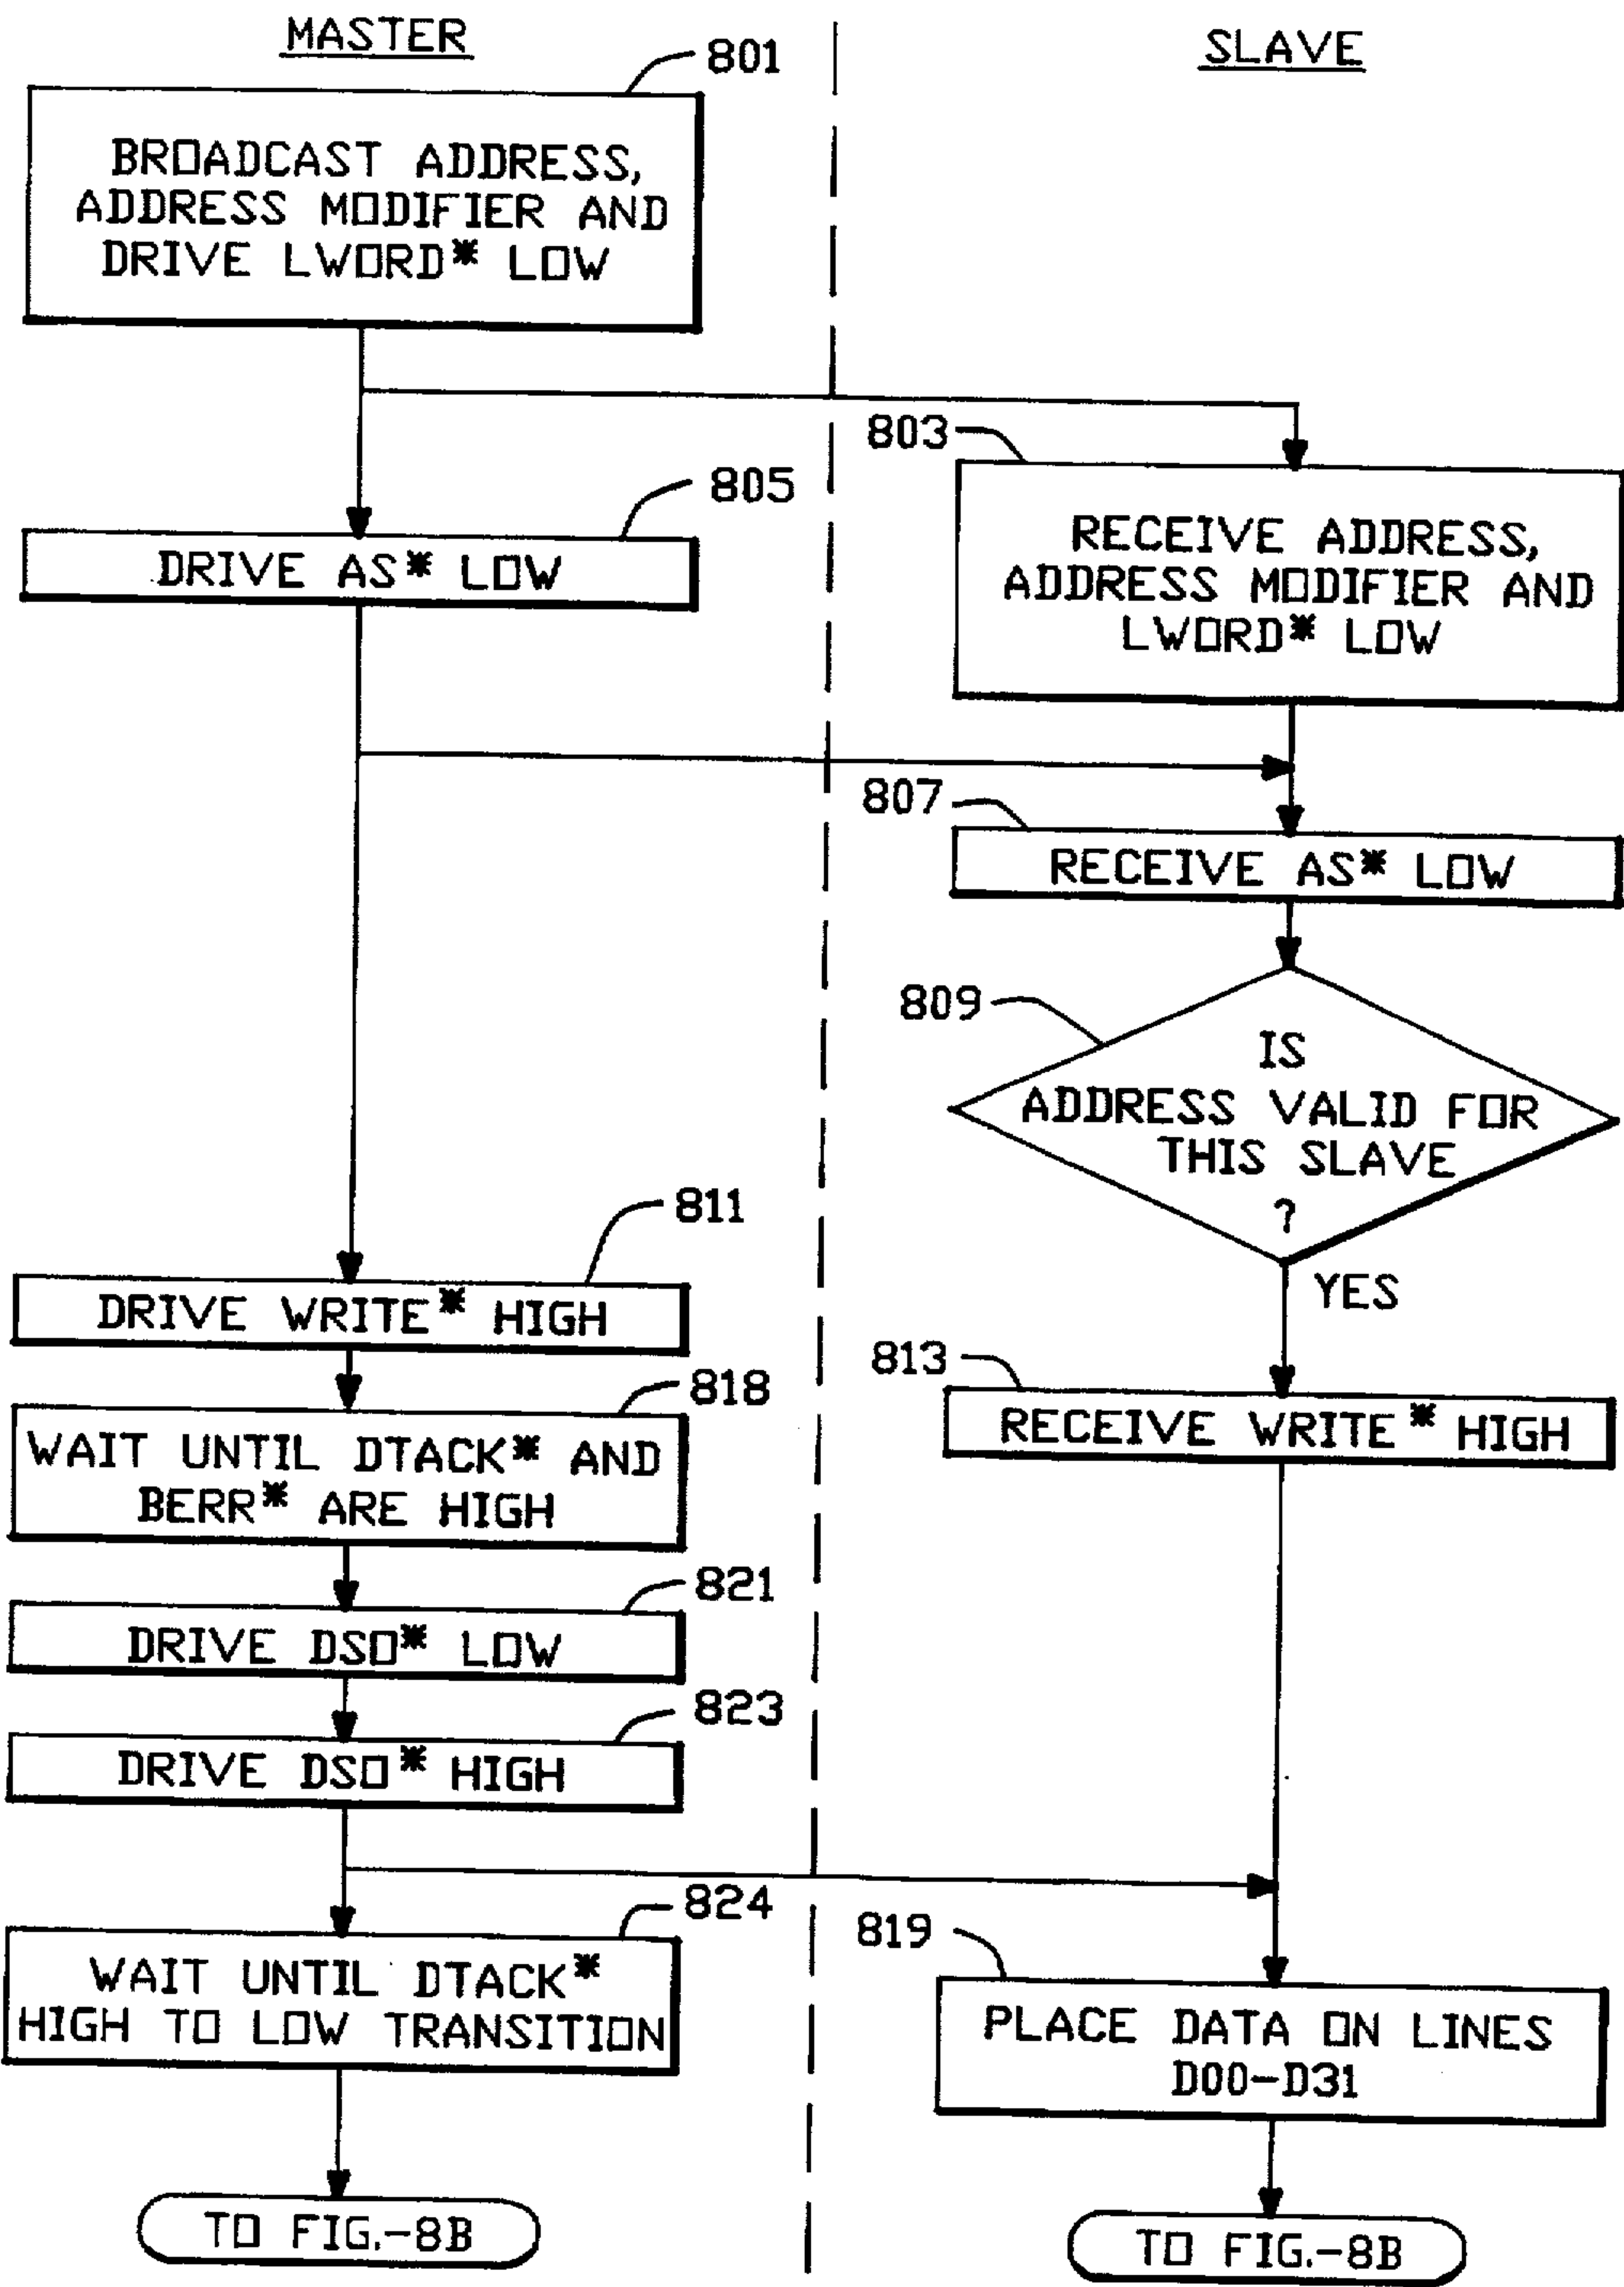 MASTER
SLAVE
801
BROADCAST ADDRESS,
ADDRESS MODIFIER AND
DRIVE LWORD* LOW
803
RECEIVE ADDRESS,
ADDRESS MODIFIER AND
LWORD* LOW
805
DRIVE AS* LOW
807
RECEIVE AS* LOW
809
IS
ADDRESS VALID FOR
THIS SLAVE
?
YES
811
DRIVE WRITE* HIGH
813
RECEIVE WRITE* HIGH
818
WAIT UNTIL DTACK* AND
BERR* ARE HIGH
821
DRIVE DSO* LOW
823
DRIVE DSO* HIGH
824
WAIT UNTIL DTACK*
HIGH TO LOW TRANSITION
819
PLACE DATA ON LINES
D00-D31
TO FIG.-8B
TO FIG.-8B